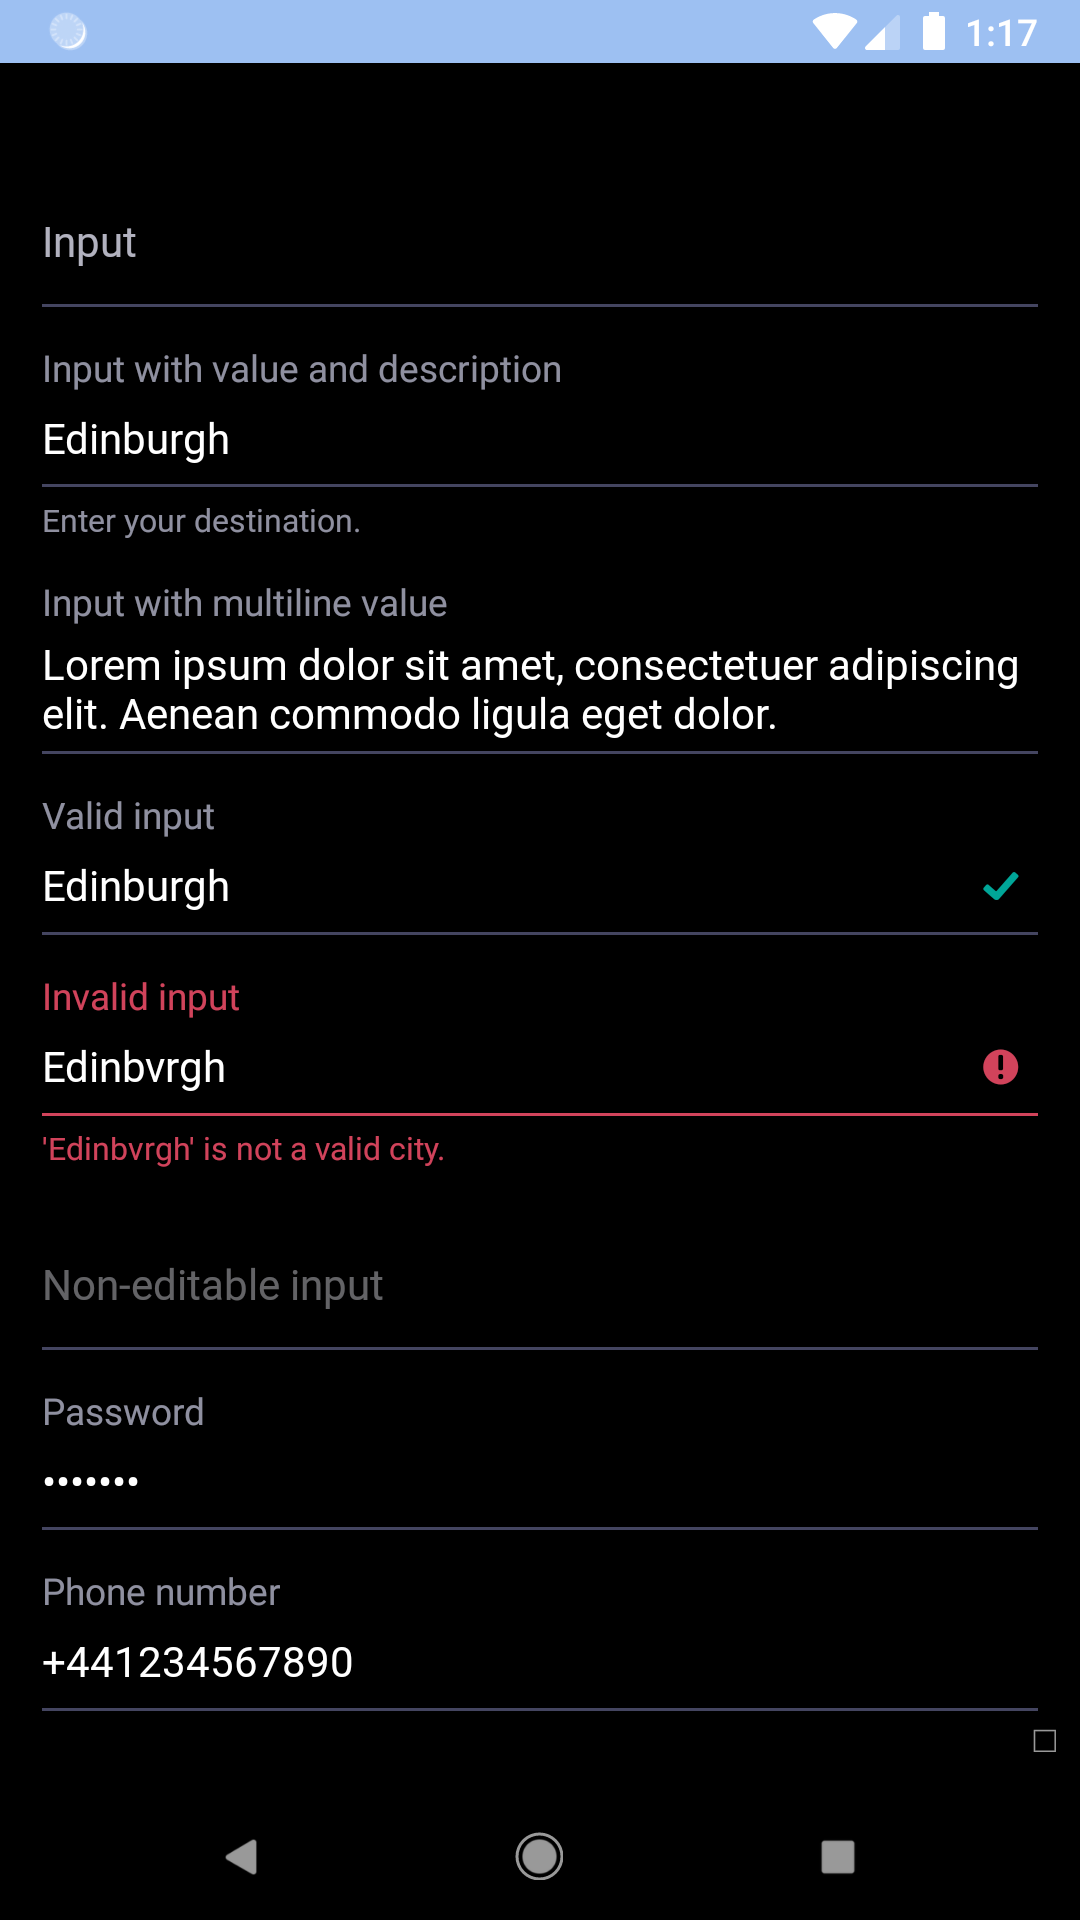 1:17
Input
Input with value and description
Edinburgh
Enter your destination.
Input with multiline value
Lorem ipsum dolor sit amet, consectetuer adipiscing
elit. Aenean commodo ligula eget dolor.
Valid input
Edinburgh
Invalid input
Edinbvrgh
'Edinbvrgh' is not a valid city.
Non-editable input
Password
•••••••
Phone number
+441234567890